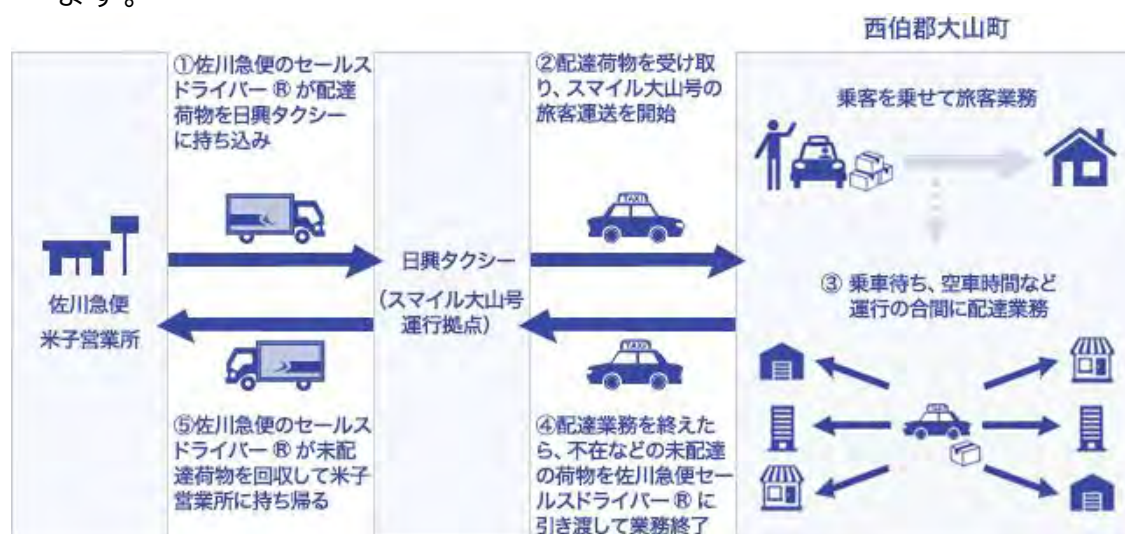 ます。
西伯郡大山町
①佐川急便のセールス
ドライバー ® が配達
荷物を日興タクシー
に持ち込み
②配達荷物を受け取
り、スマイル大山号の
旅客運送を開始
乗客を乗せて旅客業務
TAXI
佐川急便
米子営業所
日興タクシー
(スマイル大山号
運行拠点)
③ 乗車待ち、空車時間など
運行の合間に配達業務
TAXI
⑤佐川急便のセールス
ドライバー ® が未配
達荷物を回収して米子
営業所に持ち帰る
④配達業務を終えた
ら、不在などの未配達
の荷物を佐川急便セー
ルスドライバー ® に
引き渡して業務終了